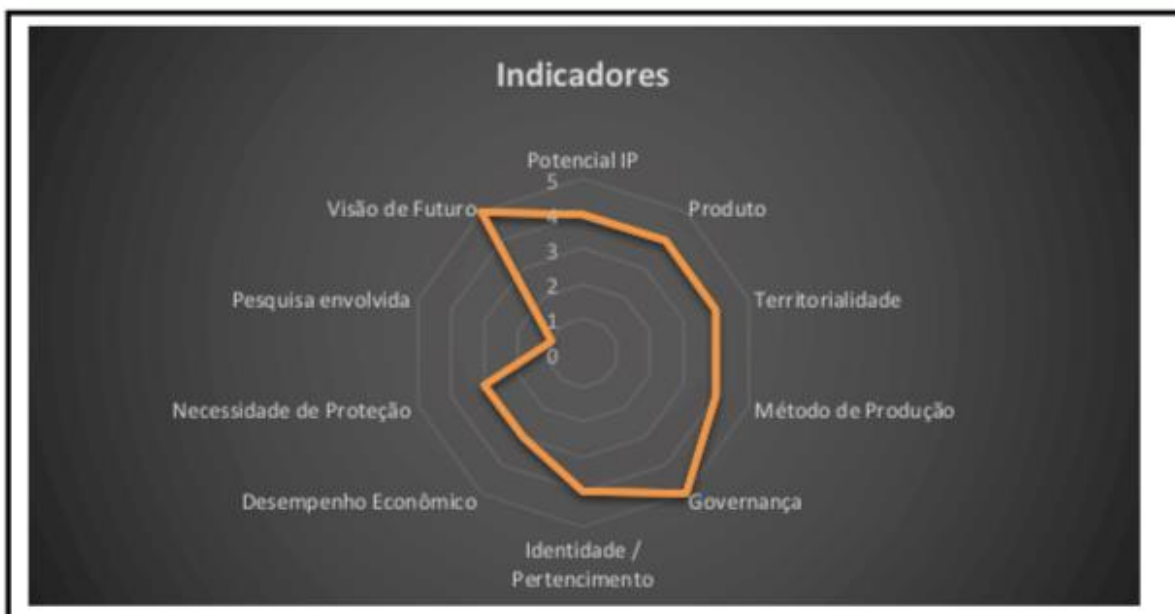 Indicadores
Potencial IP
5
Visão de Futuro
4
Produto
3
Pesquisa envolvida
2
Territorialidade
1
0
Necessidade de Proteção
Método de Produção
Desempenho Econômico
Governança
Identidade /
Pertencimento